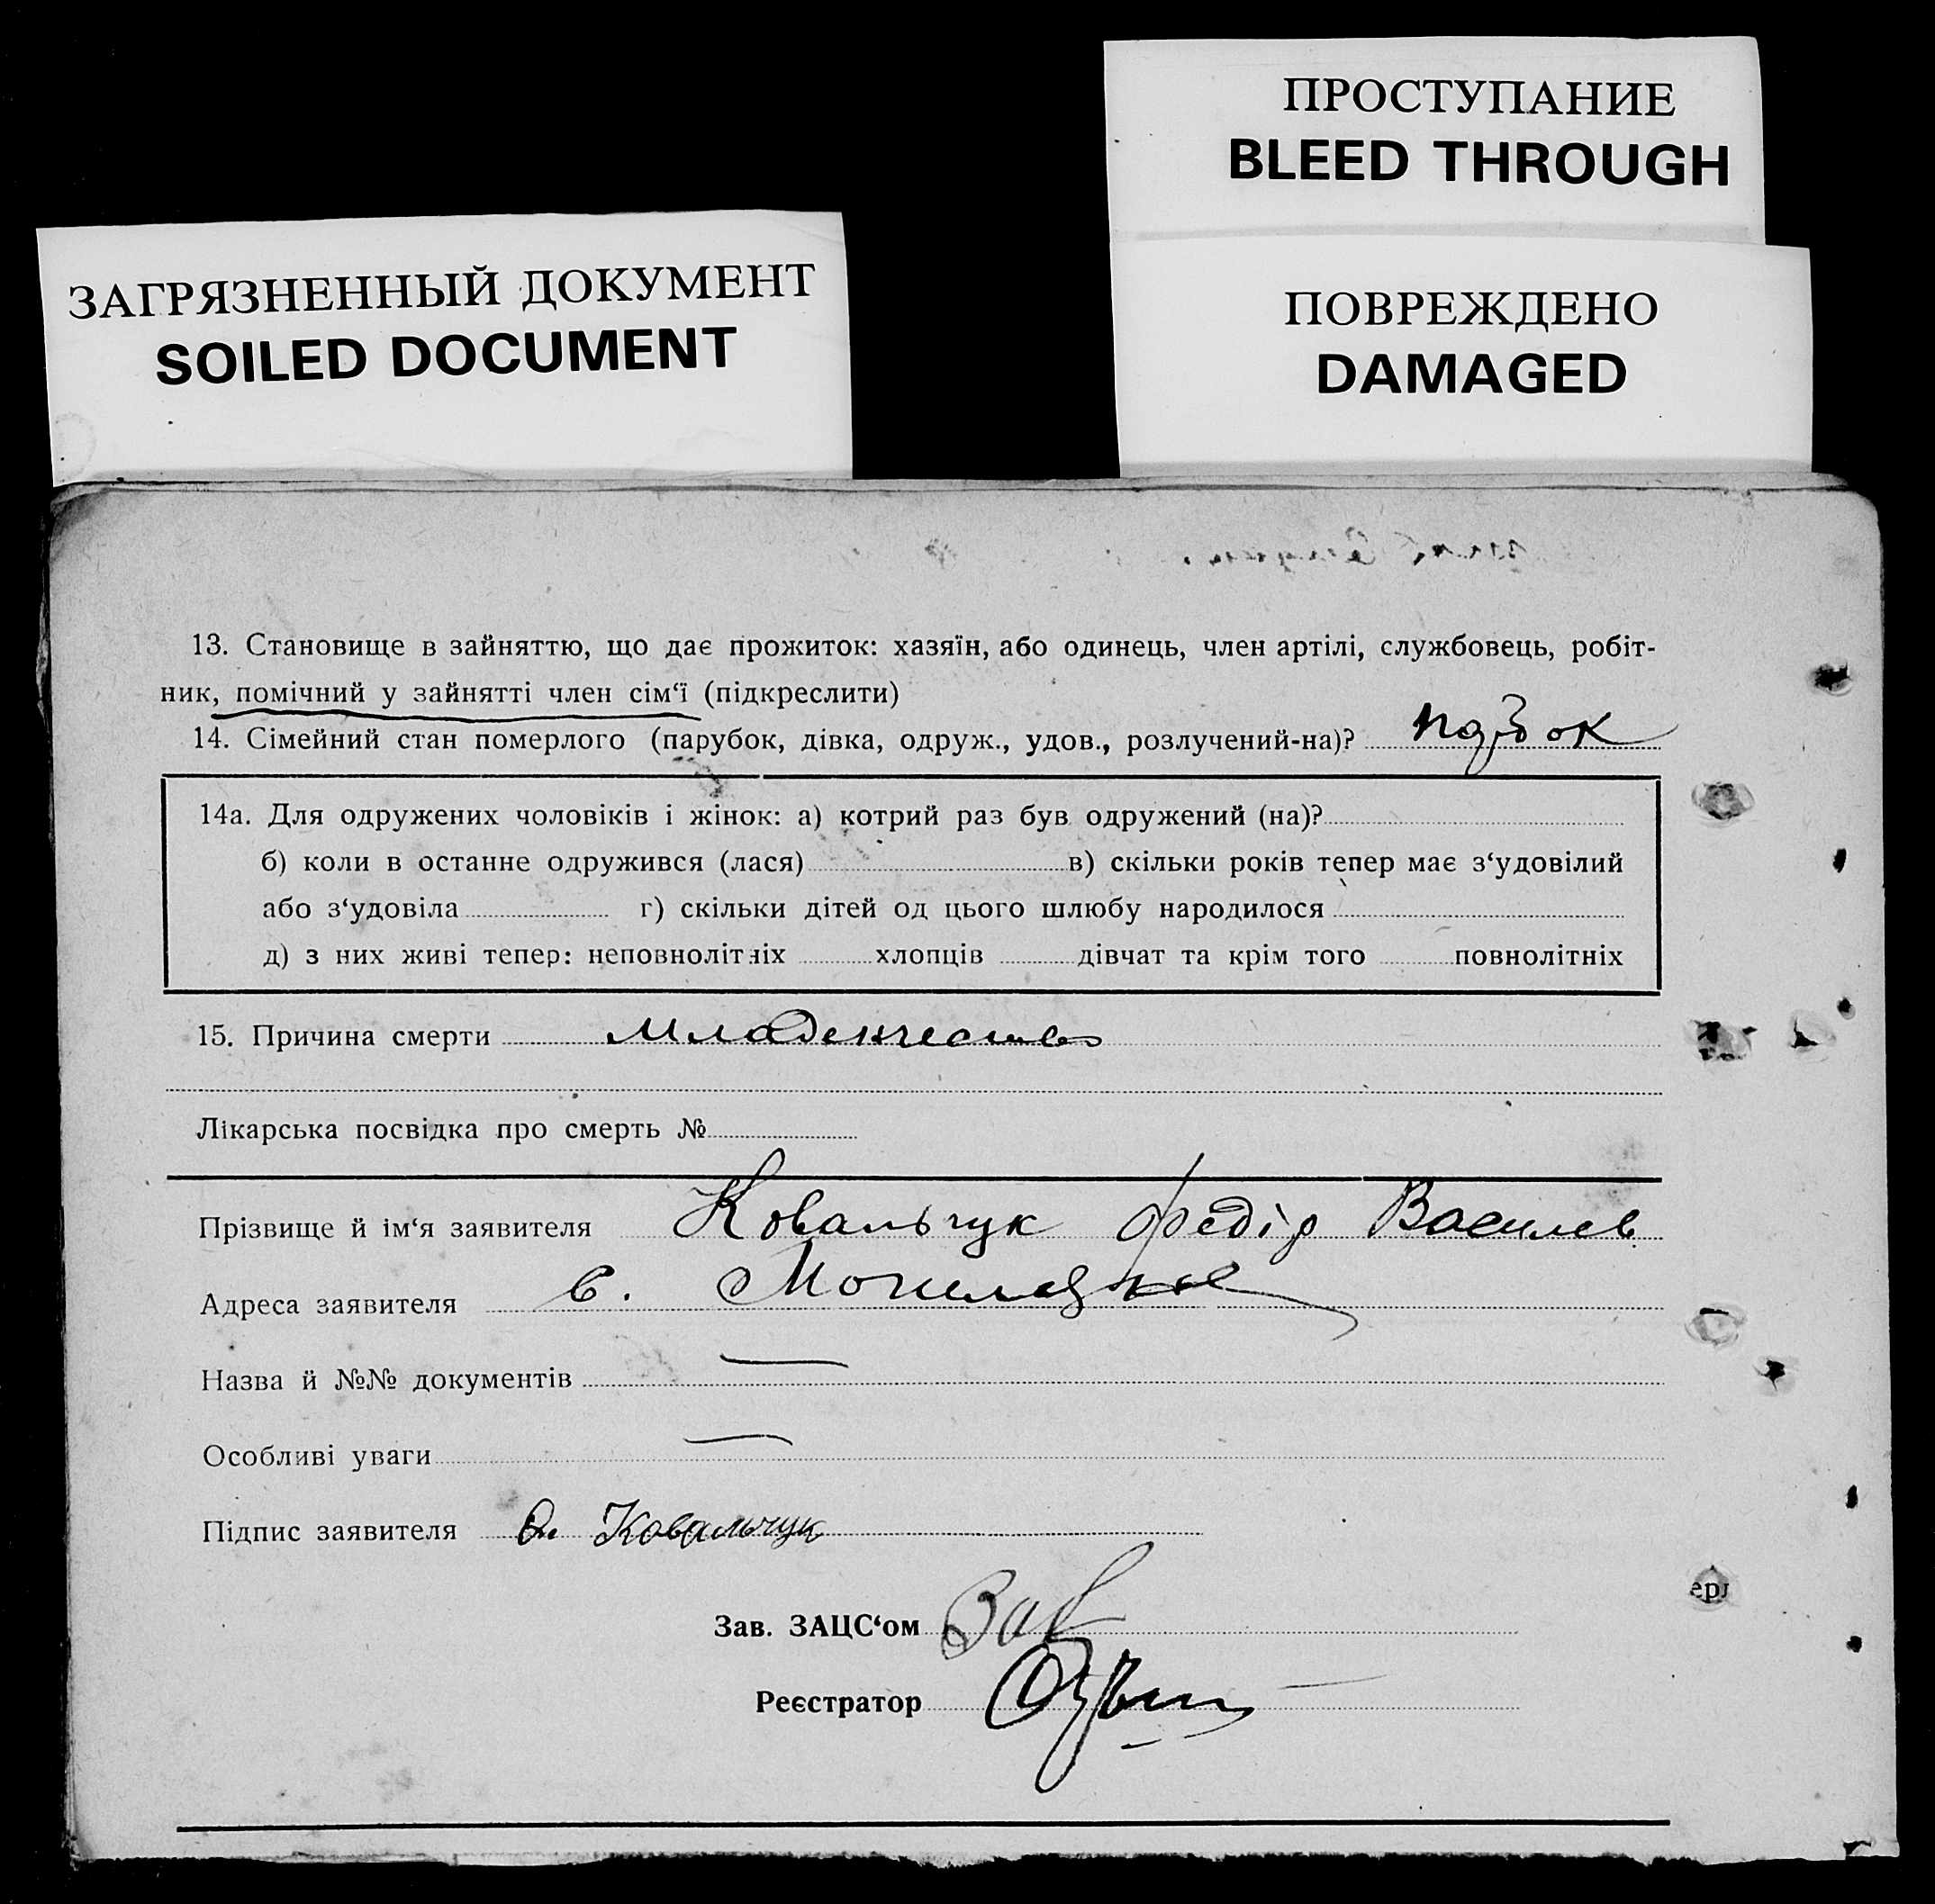 ПРОСТУПАНИЕ
BLEED THROUGH
ЗАГРЯЗНЕННЫЙ ДОКУМЕНТ
SOILED DOCUMENT
ПОВРЕЖДЕНО
DAMAGED
13. Становище в зайняттю, що дає прожиток: хазяїн, або одинець, член артілі, службовець, робіт-
ник, помічний у зайнятті член сім‘ї (підкреслити)
14. Сімейний стан померлого (парубок, дівка, одруж., удов., розлучений-на)?
14а. Для одружених чоловіків і жінок: а) котрий раз був одружений (на)?
б) коли в останнє одружився (лася) в) скільки років тепер має з‘удовілий
або з‘удовіла г) скільки дітей од цього шлюбу народилося
д) з них живі тепер: неповнолітніх хлопців дівчат та крім того повнолітніх
15. Причина смерти Младенчество
Лікарська посвідка про смерть №
Прізвище й ім‘я заявителя Ковальчук Федір Василев
Адреса заявителя с.
Назва й №№ документів —
Особливі уваги —
Підпис заявителя Ковальчук
Зав. ЗАЦС‘ом
Реєстратор